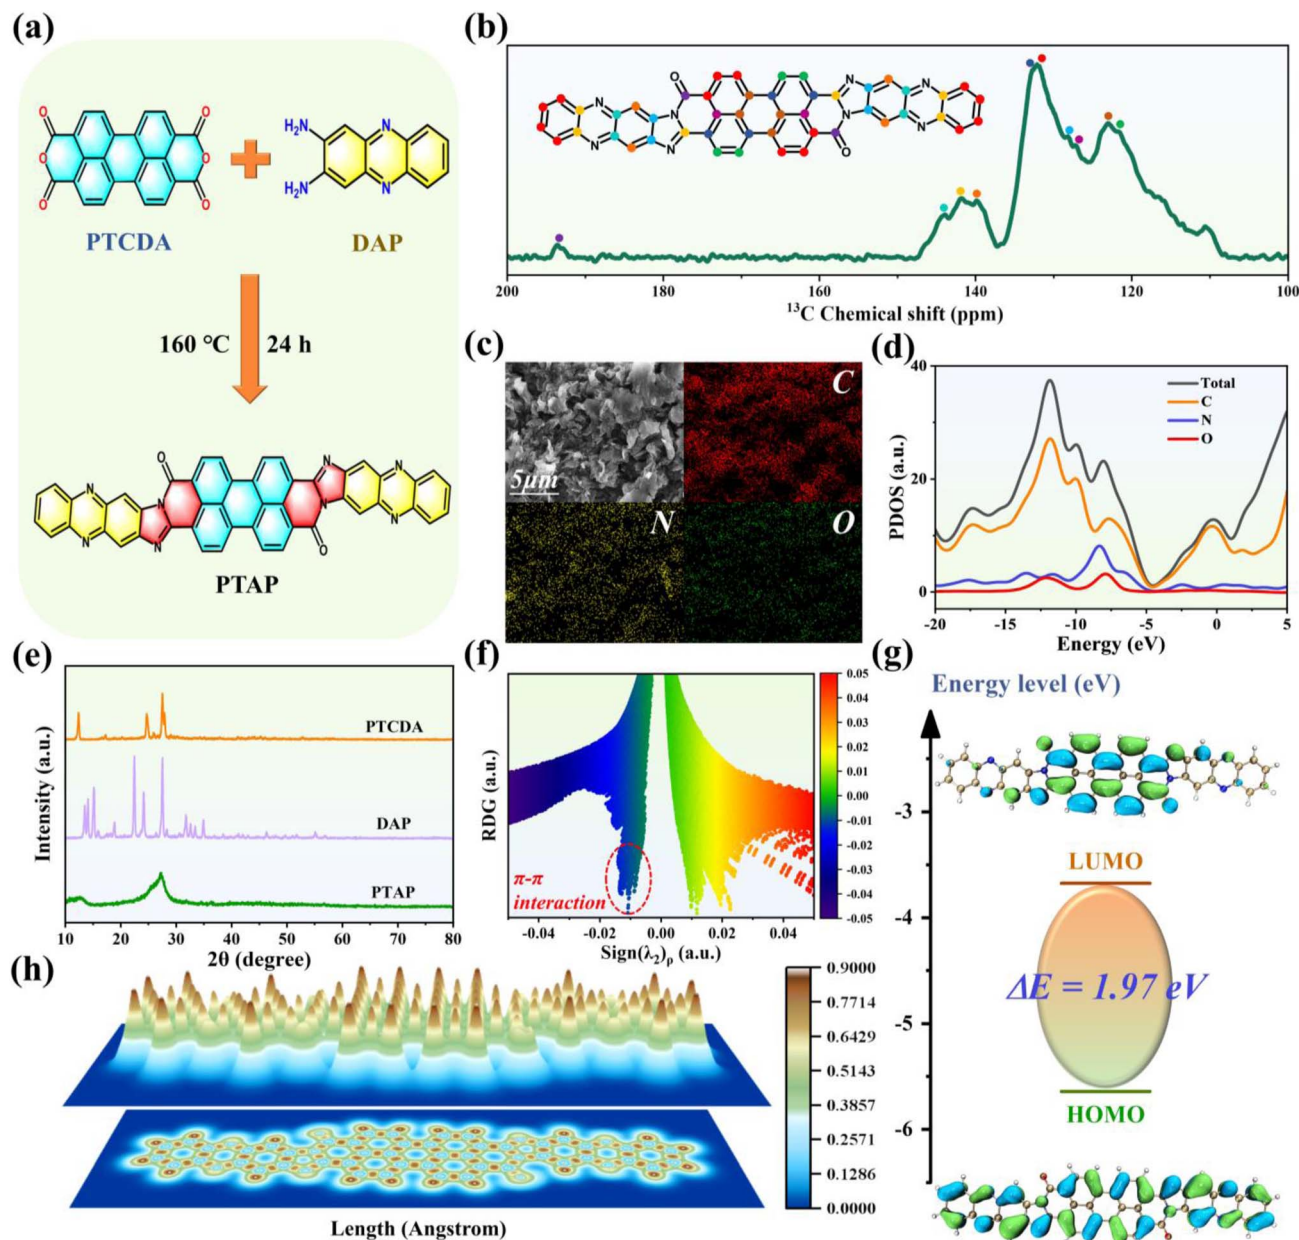 (a)
O
O
O
O
O
O
PTCDA
H₂N
H₂N
N
N
DAP
160 °C
24 h
O
N
N
N
N
N
N
N
N
O
PTAP
(b)
O
N
N
N
N
N
N
N
N
O
200
180
160
140
120
100
¹³C Chemical shift (ppm)
(c)
C
5μm
N
O
(d)
Total
C
N
O
40
20
0
PDOS (a.u.)
-20
-15
-10
-5
0
5
Energy (eV)
(e)
PTCDA
DAP
PTAP
Intensity (a.u.)
10
20
30
40
50
60
70
80
2θ (degree)
(f)
RDG (a.u.)
π-π
interaction
-0.04
-0.02
0.00
0.02
0.04
Sign(λ₂)ᵨ (a.u.)
0.05
0.04
0.03
0.02
0.01
0.00
-0.01
-0.02
-0.03
-0.04
-0.05
(g)
Energy level (eV)
-3
-4
-5
-6
LUMO
ΔE = 1.97 eV
HOMO
(h)
0.9000
0.7714
0.6429
0.5143
0.3857
0.2571
0.1286
0.0000
Length (Angstrom)